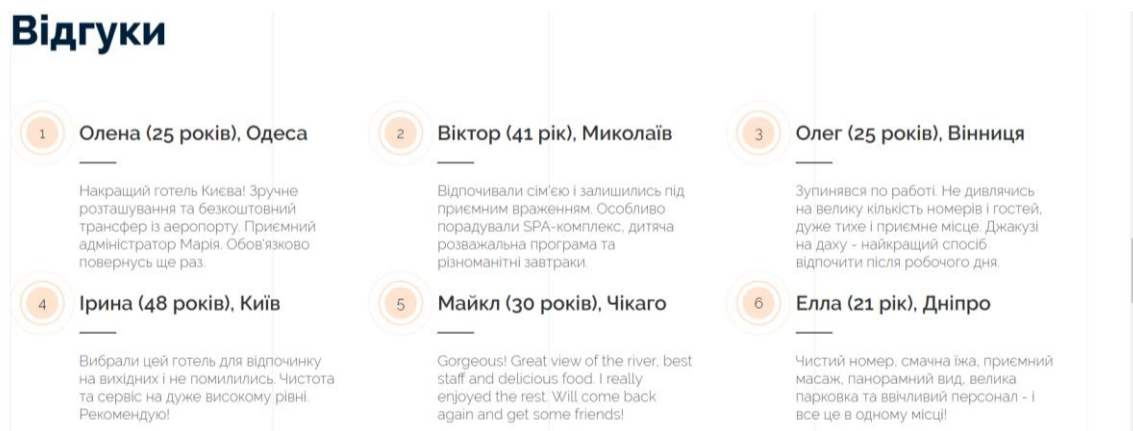 Відгуки
1
Олена (25 років), Одеса
Накращий готель Києва! Зручне
розташування та безкоштовний
трансфер із аеропорту. Приємний
адміністратор Марія. Обов'язково
повернусь ще раз.
2
Віктор (41 рік), Миколаїв
Відпочивали сім'єю і залишились під
приємним враженням. Особливо
порадували SPA-комплекс, дитяча
розважальна програма та
різноманітні завтраки.
3
Олег (25 років), Вінниця
Зупинявся по работі. Не дивлячись
на велику кількість номерів і гостей,
дуже тихе і приємне місце. Джакузі
на даху - найкращий спосіб
відпочити після робочого дня.
4
Ірина (48 років), Київ
Вибрали цей готель для відпочинку
на вихідних і не помилились. Чистота
та сервіс на дуже високому рівні.
Рекомендую!
5
Майкл (30 років), Чікаго
Gorgeous! Great view of the river, best
staff and delicious food. I really
enjoyed the rest. Will come back
again and get some friends!
6
Елла (21 рік), Дніпро
Чистий номер, смачна їжа, приємний
масаж, панорамний вид, велика
парковка та ввічливий персонал - і
все це в одному місці!